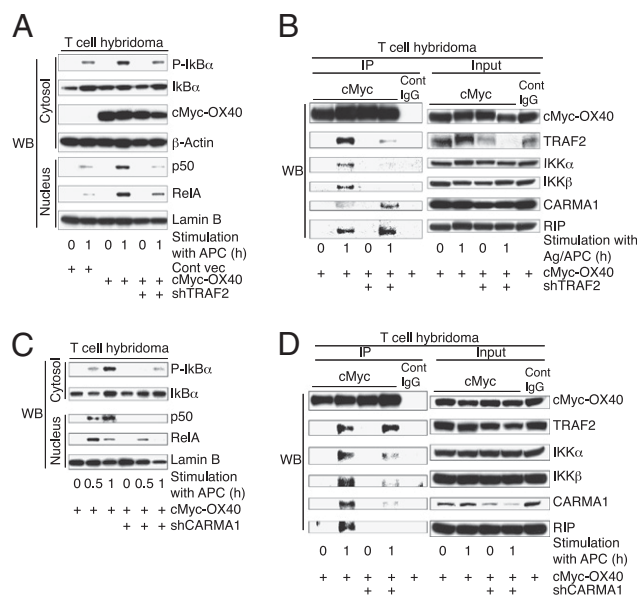 A
T cell hybridoma
WB
Cytosol
P-IkBα
IkBα
cMyc-OX40
β-Actin
Nucleus
p50
RelA
Lamin B
0 1 0 1 0 1 Stimulation with APC (h)
+ + Cont vec
+ + + + cMyc-OX40
+ + shTRAF2
B
T cell hybridoma
IP Input
cMyc Cont IgG cMyc Cont IgG
WB
cMyc-OX40
TRAF2
IKKα
IKKβ
CARMA1
RIP
0 1 0 1 0 1 0 1 Stimulation with Ag/APC (h)
+ + + + + + + + + + cMyc-OX40
+ + + + shTRAF2
C
T cell hybridoma
WB
Cytosol
P-IkBα
IkBα
Nucleus
p50
RelA
Lamin B
0 0.5 1 0 0.5 1 Stimulation with APC (h)
+ + + + + + cMyc-OX40
+ + + shCARMA1
D
T cell hybridoma
IP Input
cMyc Cont IgG cMyc Cont IgG
WB
cMyc-OX40
TRAF2
IKKα
IKKβ
CARMA1
RIP
0 1 0 1 0 1 0 1 Stimulation with APC (h)
+ + + + + + + + + + cMyc-OX40
+ + + + shCARMA1